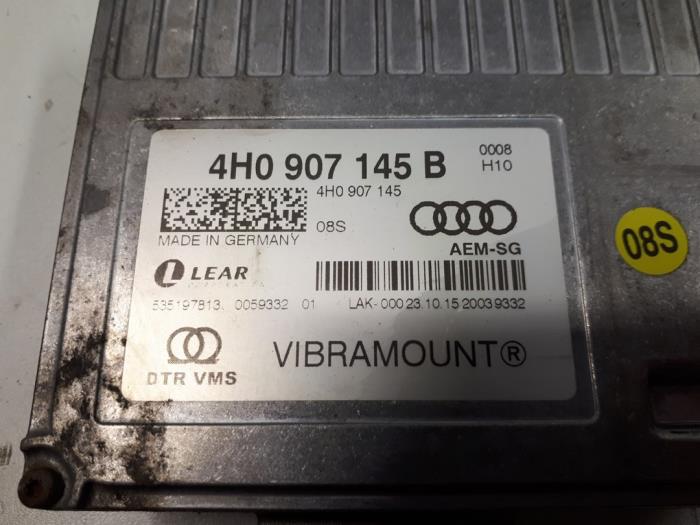 4H0 907 145 B
0008
H10
4H0 907 145
08S
MADE IN GERMANY
AEM-SG
LEAR
CORPORATION
535197813. 0059332 01
LAK-000 23.10.15 20039332
DTR VMS
VIBRAMOUNT®
08S